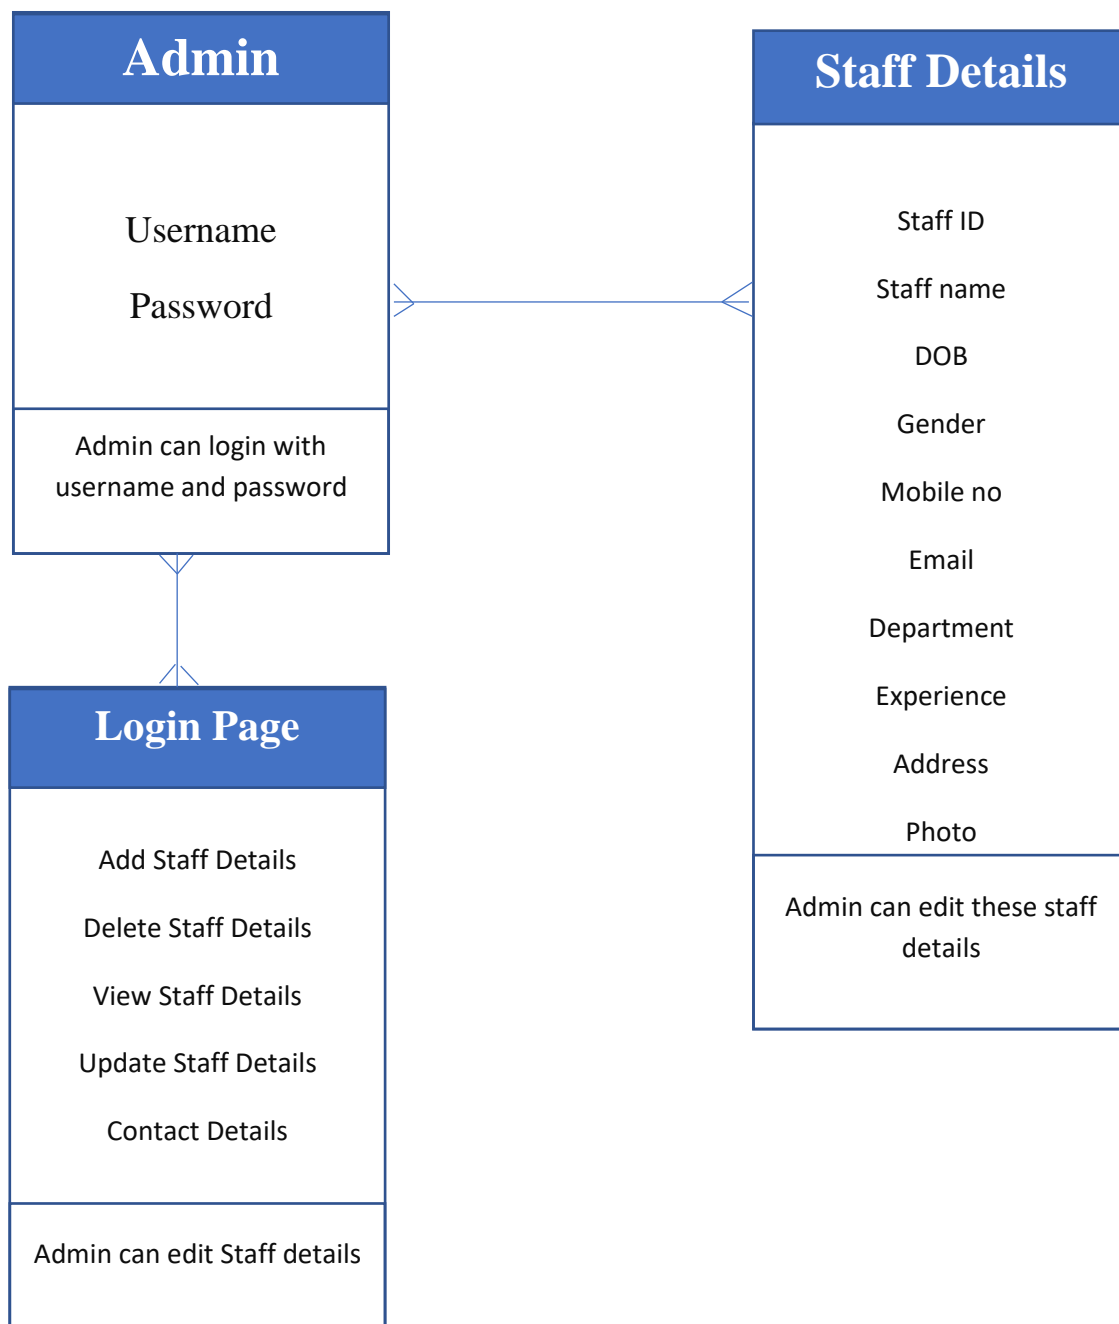 Admin
Username
Password
Admin can login with
username and password
Staff Details
Staff ID
Staff name
DOB
Gender
Mobile no
Email
Department
Experience
Address
Photo
Admin can edit these staff
details
Login Page
Add Staff Details
Delete Staff Details
View Staff Details
Update Staff Details
Contact Details
Admin can edit Staff details